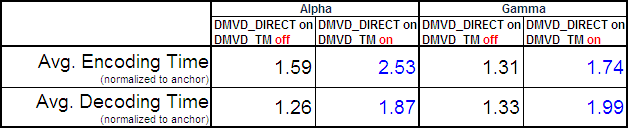 Alpha Gamma
DMVD_DIRECT on DMVD_DIRECT on DMVD_DIRECT on DMVD_DIRECT on
DMVD_TM off DMVD_TM on DMVD_TM off DMVD_TM on
Avg. Encoding Time 1.59 2.53 1.31 1.74
(normalized to anchor)
Avg. Decoding Time 1.26 1.87 1.33 1.99
(normalized to anchor)